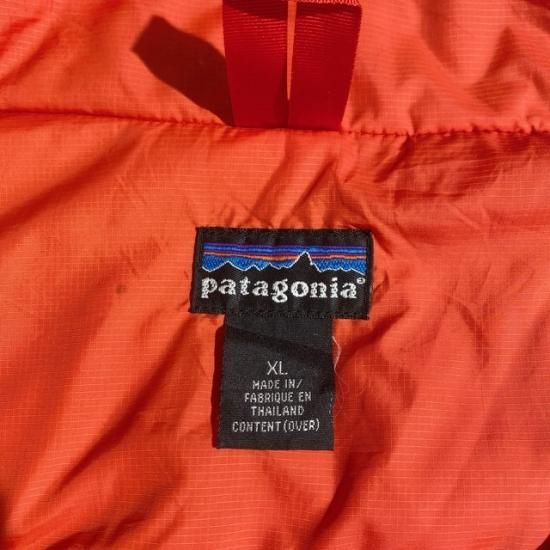 patagonia®
XL
MADE IN/
FABRIQUE EN
THAILAND
CONTENT (OVER)